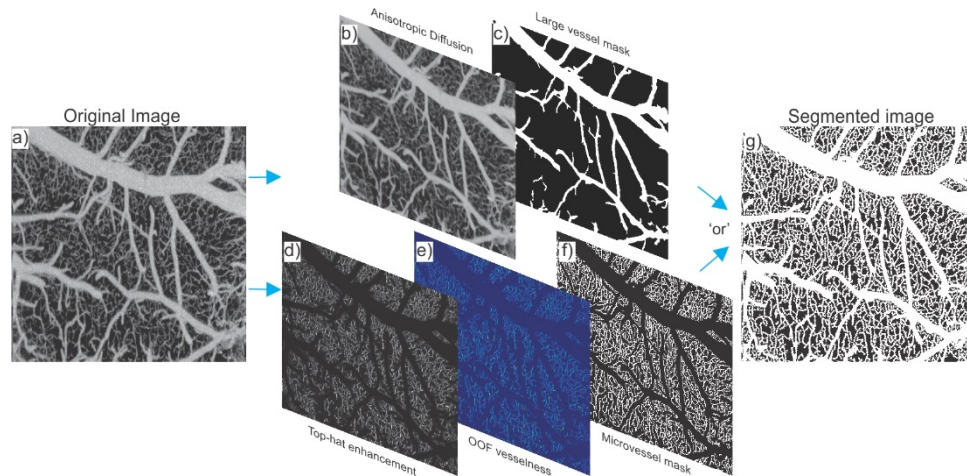 Anisotropic Diffusion
b)
Large vessel mask
c)
Original Image
a)
Segmented image
g)
'or'
d)
e)
f)
Top-hat enhancement
OOF vesselness
Microvessel mask